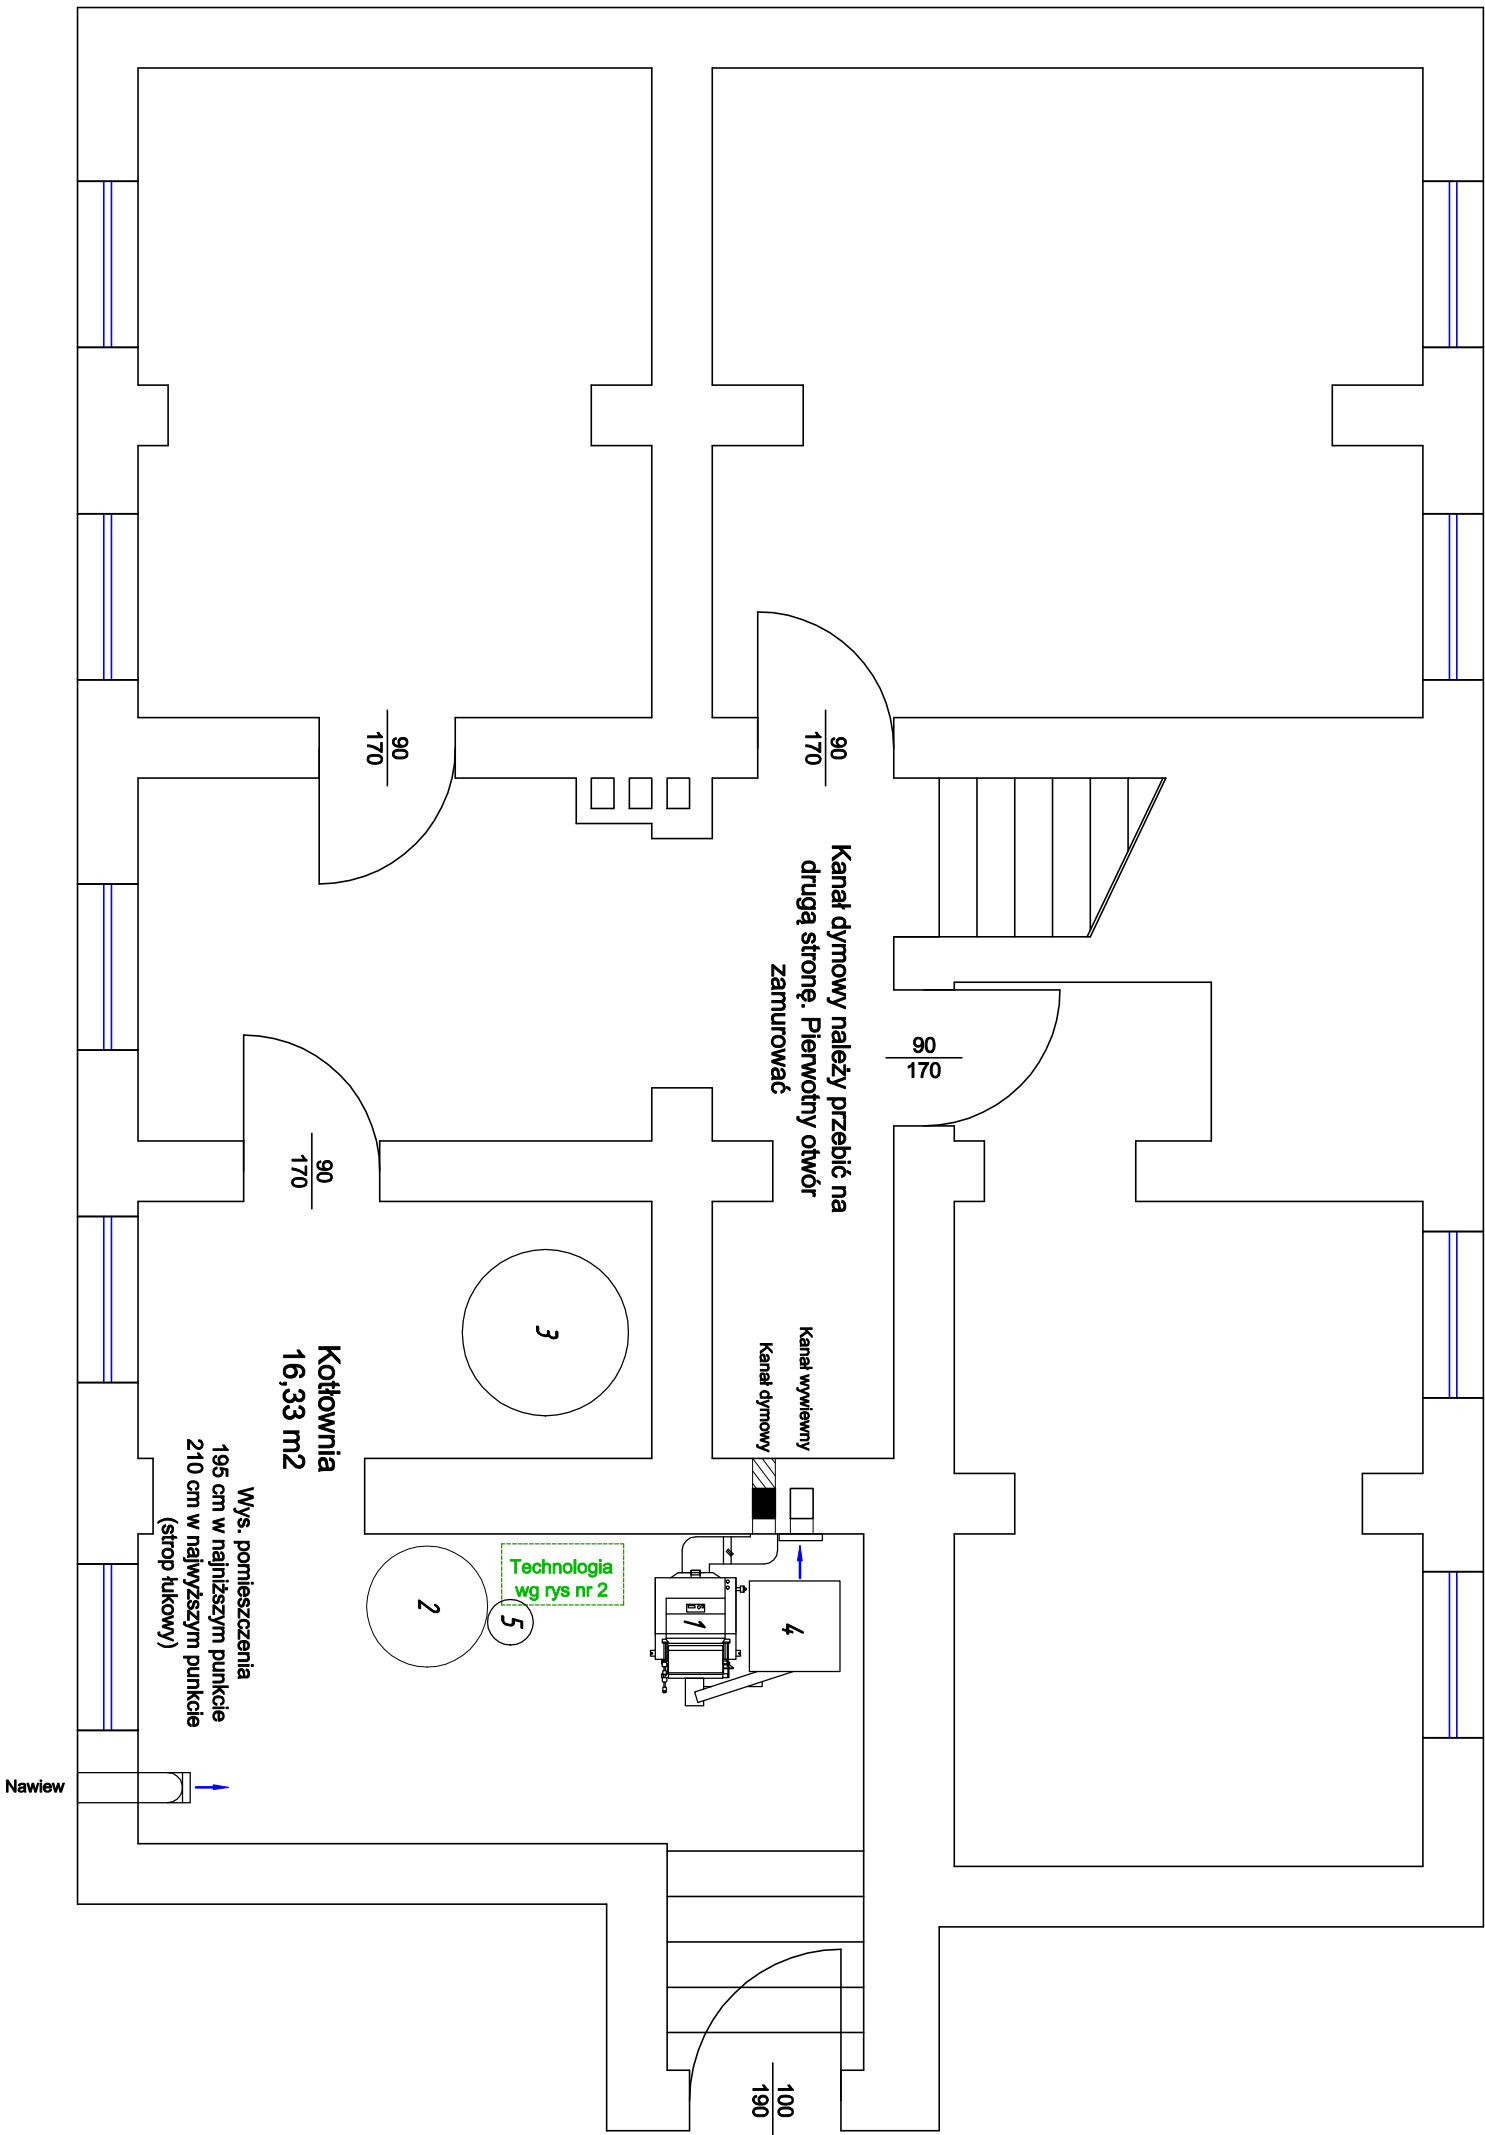 90
170
90
170
Kanał dymowy należy przebić na
drugą stronę. Pierwotny otwór
zamurować
90
170
90
170
3
Kotłownia
16,33 m2
Kanał wywiewny
Kanał dymowy
Wys. pomieszczenia
195 cm w najniższym punkcie
210 cm w najwyższym punkcie
(strop łukowy)
Technologia
wg rys nr 2
2
5
1
4
Nawiew
100
190